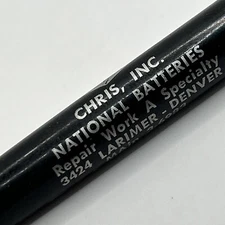 CHRIS, INC.
NATIONAL BATTERIES
Repair Work A Specialty
3424 LARIMER - DENVER